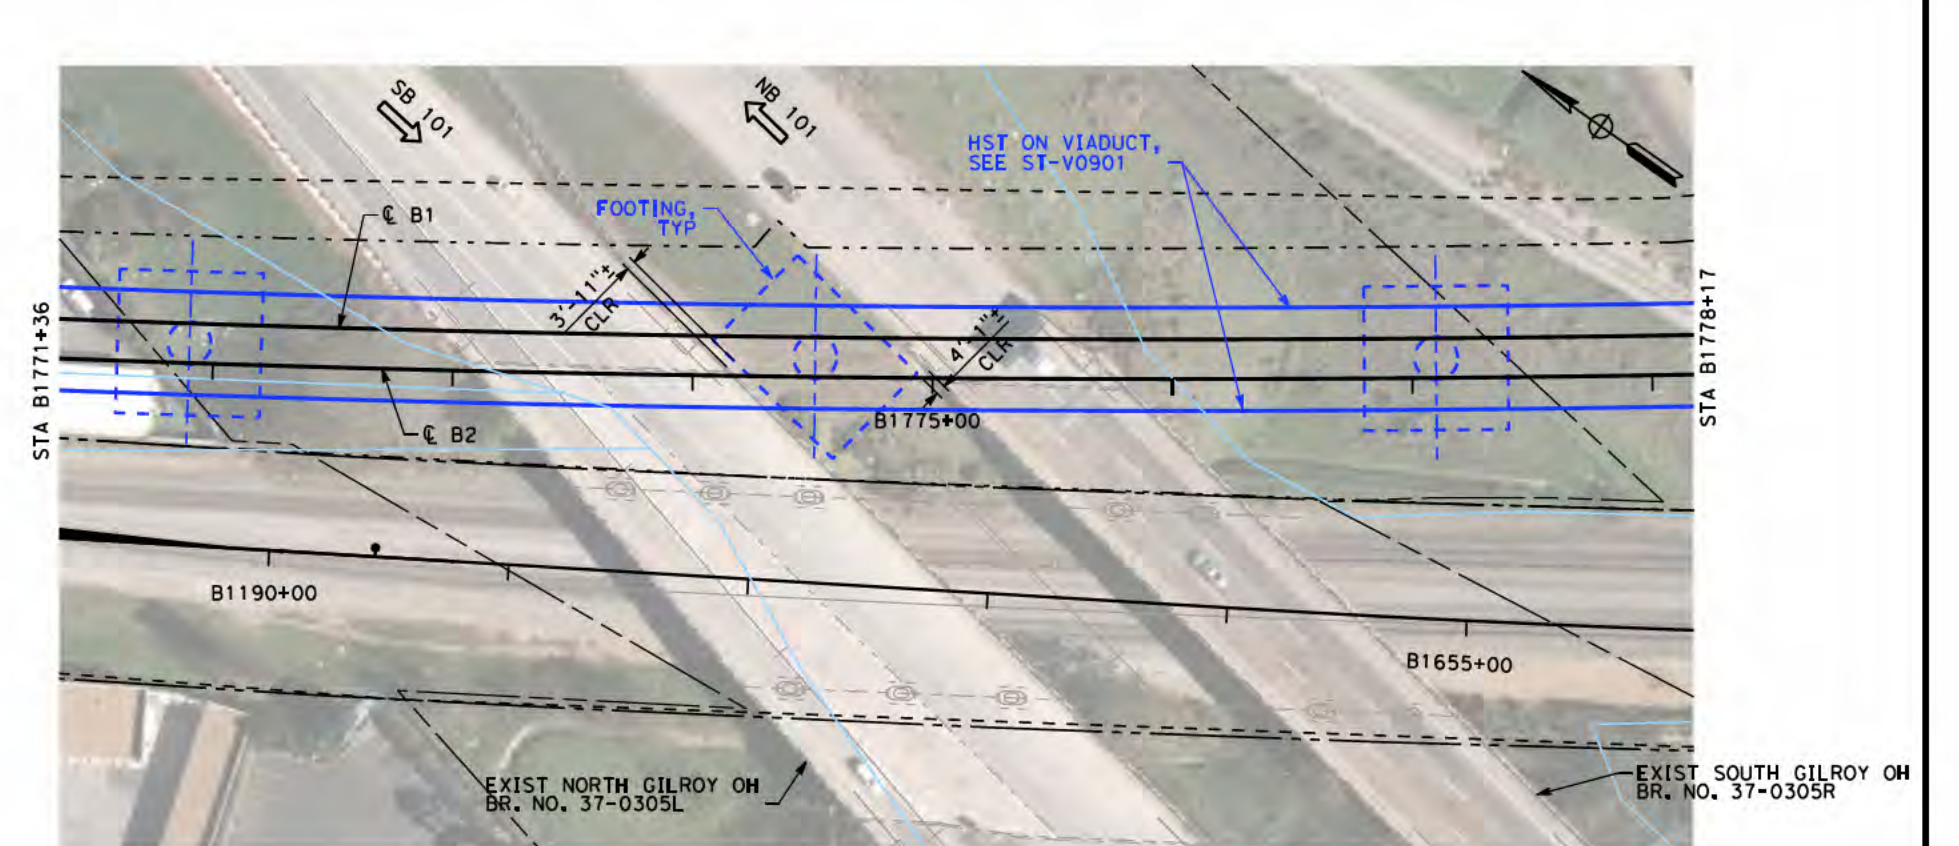 SB 101
NB 101
HST ON VIADUCT,
SEE ST-V0901
FOOTING,
TYP
℄ B1
3'-11"±
CLR
4'-1"±
CLR
STA B1771+36
STA B1778+17
B1775+00
℄ B2
B1190+00
B1655+00
EXIST NORTH GILROY OH
BR. NO. 37-0305L
EXIST SOUTH GILROY OH
BR. NO. 37-0305R